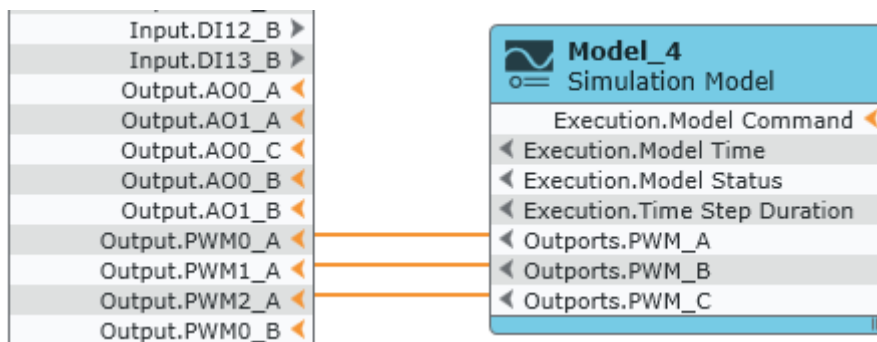 Input.DI12_B
Input.DI13_B
Output.AO0_A
Output.AO1_A
Output.AO0_C
Output.AO0_B
Output.AO1_B
Output.PWM0_A
Output.PWM1_A
Output.PWM2_A
Output.PWM0_B
Model_4
Simulation Model
Execution.Model Command
Execution.Model Time
Execution.Model Status
Execution.Time Step Duration
Outports.PWM_A
Outports.PWM_B
Outports.PWM_C